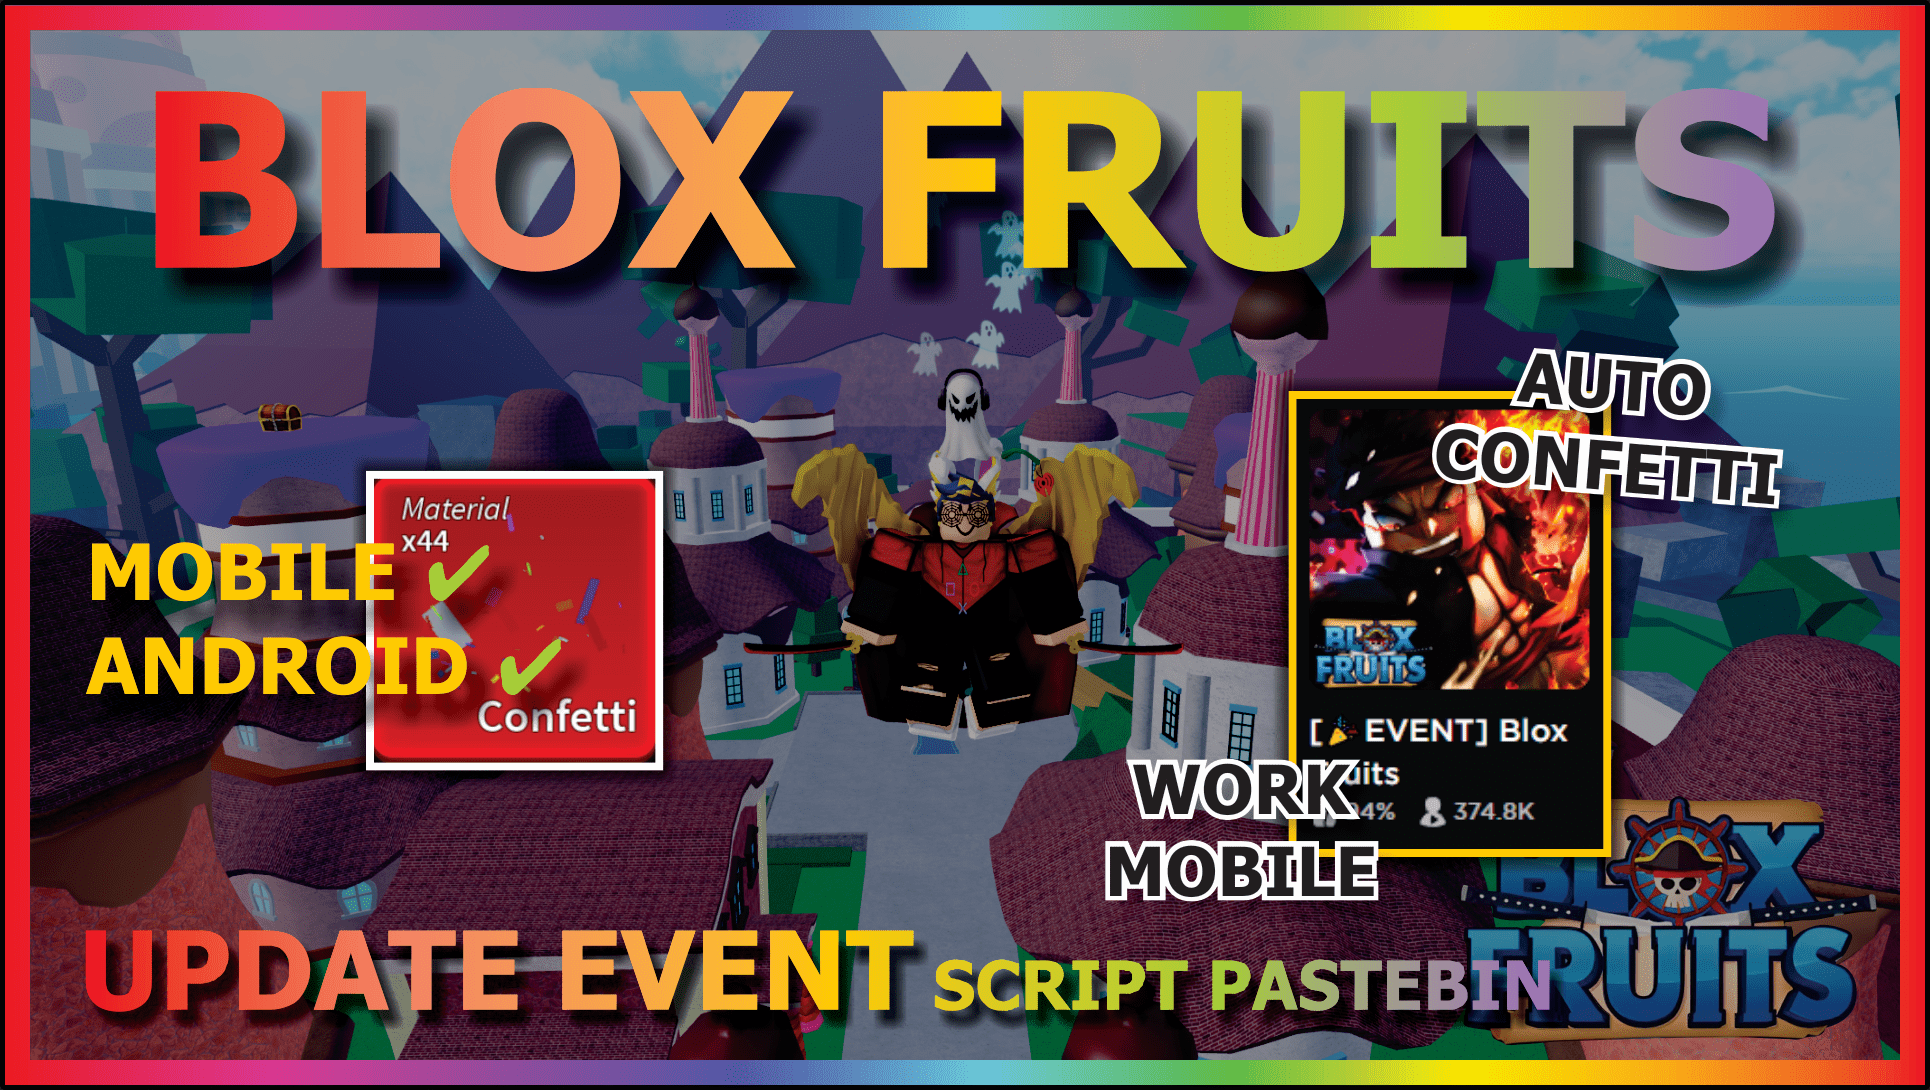 BLOX FRUITS
AUTO
CONFETTI
Material
x44
MOBILE ✓
ANDROID ✓
Confetti
BLOX
FRUITS
[🎉 EVENT] Blox
374.8K
WORK
MOBILE
UPDATE EVENT SCRIPT PASTEBIN
BLOX
FRUITS